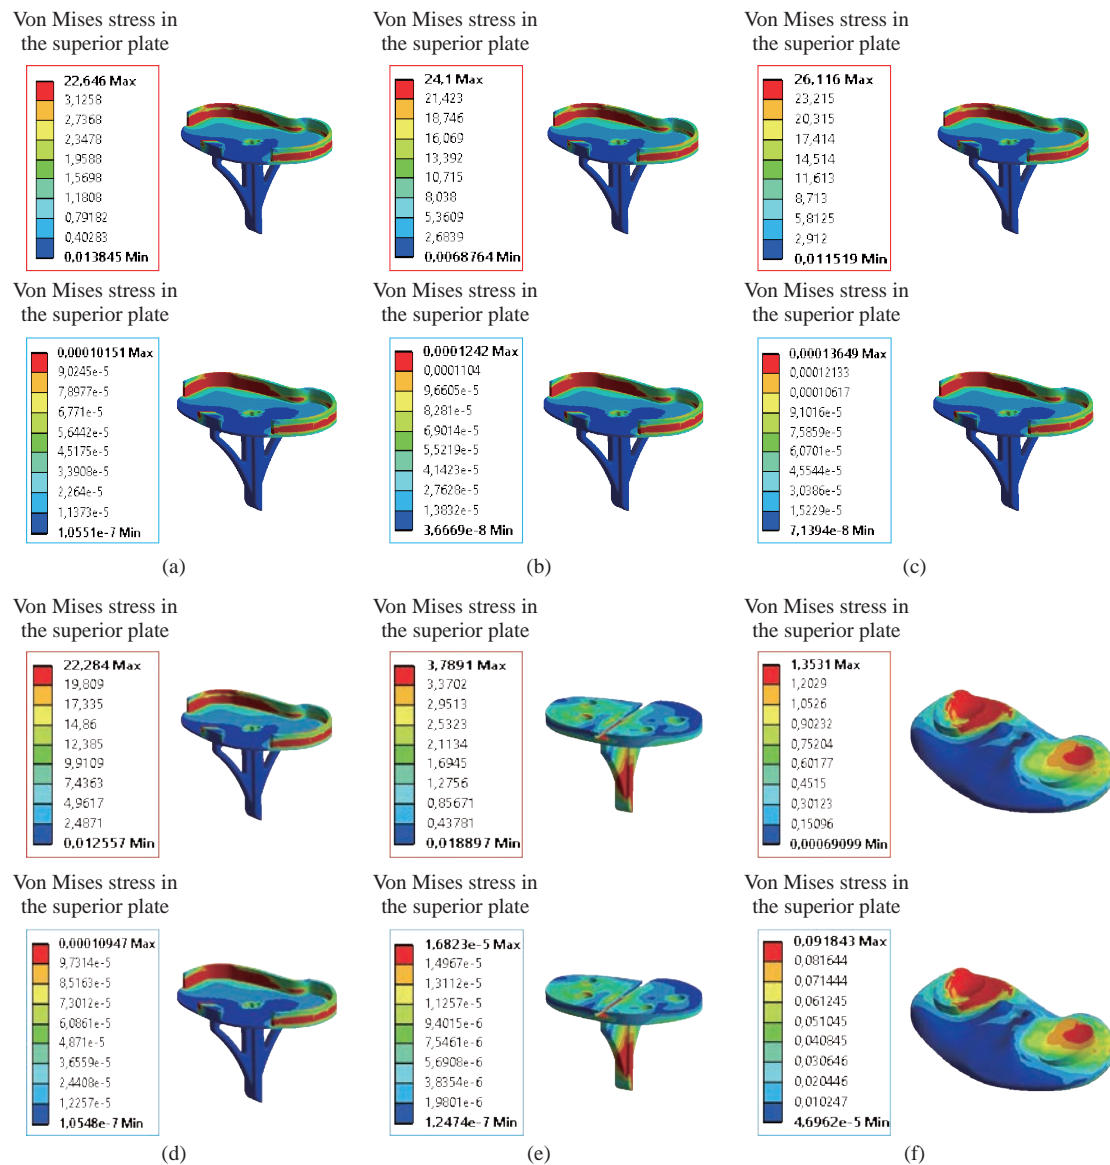 Von Mises stress in
the superior plate
22,646 Max
3,1258
2,7368
2,3478
1,9588
1,5698
1,1808
0,79182
0,40283
0,013845 Min
Von Mises stress in
the superior plate
24,1 Max
21,423
18,746
16,069
13,392
10,715
8,038
5,3609
2,6839
0,0068764 Min
Von Mises stress in
the superior plate
26,116 Max
23,215
20,315
17,414
14,514
11,613
8,713
5,8125
2,912
0,011519 Min
Von Mises stress in
the superior plate
0,00010151 Max
9,0245e-5
7,8977e-5
6,771e-5
5,6442e-5
4,5175e-5
3,3908e-5
2,264e-5
1,1373e-5
1,0551e-7 Min
(a)
Von Mises stress in
the superior plate
0,0001242 Max
0,0001104
9,6605e-5
8,281e-5
6,9014e-5
5,5219e-5
4,1423e-5
2,7628e-5
1,3832e-5
3,6669e-8 Min
(b)
Von Mises stress in
the superior plate
0,00013649 Max
0,00012133
0,00010617
9,1016e-5
7,5859e-5
6,0701e-5
4,5544e-5
3,0386e-5
1,5229e-5
7,1394e-8 Min
(c)
Von Mises stress in
the superior plate
22,284 Max
19,809
17,335
14,86
12,385
9,9109
7,4363
4,9617
2,4871
0,012557 Min
Von Mises stress in
the superior plate
3,7891 Max
3,3702
2,9513
2,5323
2,1134
1,6945
1,2756
0,85671
0,43781
0,018897 Min
Von Mises stress in
the superior plate
1,3531 Max
1,2029
1,0526
0,90232
0,75204
0,60177
0,4515
0,30123
0,15096
0,00069099 Min
Von Mises stress in
the superior plate
0,00010947 Max
9,7314e-5
8,5163e-5
7,3012e-5
6,0861e-5
4,871e-5
3,6559e-5
2,4408e-5
1,2257e-5
1,0548e-7 Min
(d)
Von Mises stress in
the superior plate
1,6823e-5 Max
1,4967e-5
1,3112e-5
1,1257e-5
9,4015e-6
7,5461e-6
5,6908e-6
3,8354e-6
1,9801e-6
1,2474e-7 Min
(e)
Von Mises stress in
the superior plate
0,091843 Max
0,081644
0,071444
0,061245
0,051045
0,040845
0,030646
0,020446
0,010247
4,6962e-5 Min
(f)